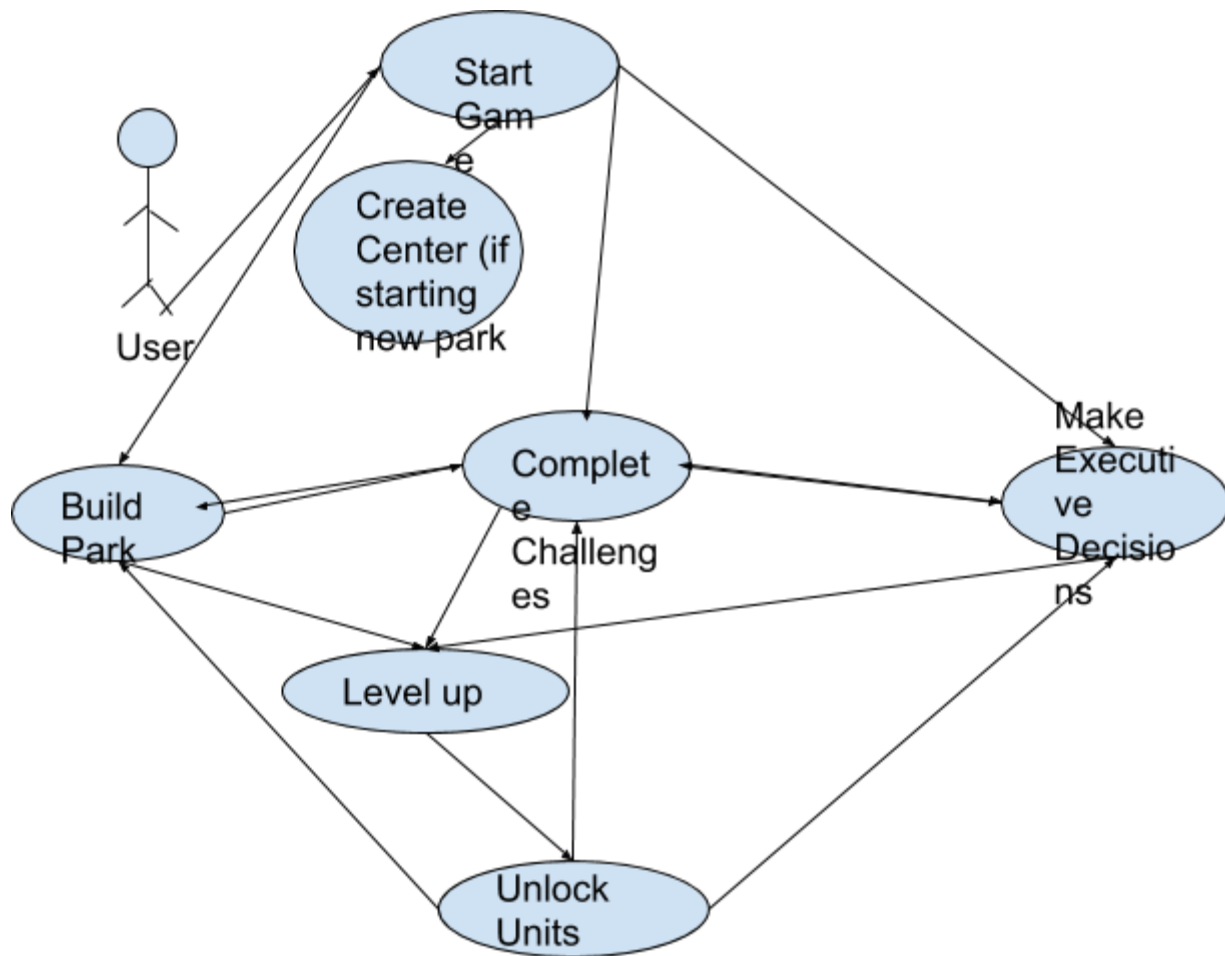 Start
Gam
e
Create
Center (if
starting
new park
User
Make
Executi
ve
Decisio
ns
Complet
e
Challeng
es
Build
Park
Level up
Unlock
Units